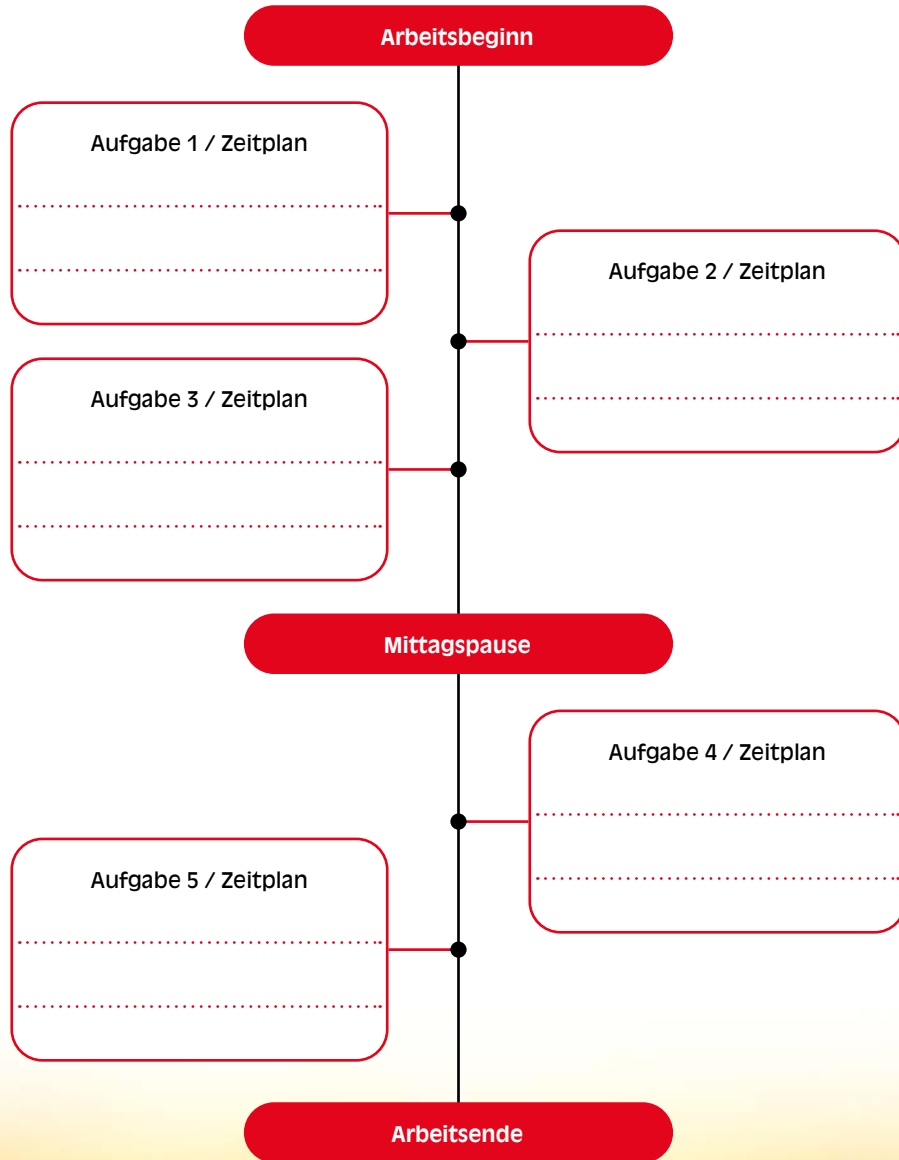 Arbeitsbeginn
Aufgabe 1 / Zeitplan
Aufgabe 2 / Zeitplan
Aufgabe 3 / Zeitplan
Mittagspause
Aufgabe 4 / Zeitplan
Aufgabe 5 / Zeitplan
Arbeitsende